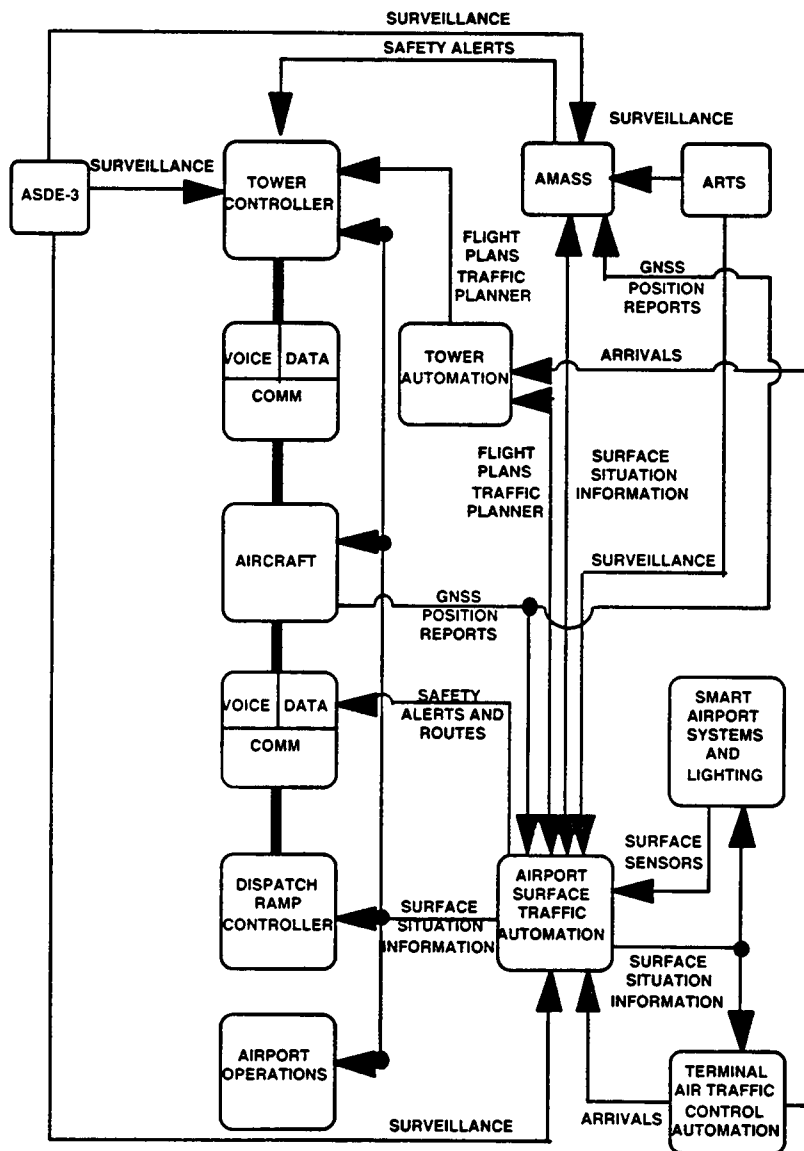 SURVEILLANCE
SAFETY ALERTS
SURVEILLANCE
SURVEILLANCE
ASDE-3
TOWER
CONTROLLER
AMASS
ARTS
FLIGHT
PLANS
TRAFFIC
PLANNER
GNSS
POSITION
REPORTS
VOICE
DATA
COMM
TOWER
AUTOMATION
ARRIVALS
FLIGHT
PLANS
TRAFFIC
PLANNER
SURFACE
SITUATION
INFORMATION
AIRCRAFT
SURVEILLANCE
GNSS
POSITION
REPORTS
VOICE
DATA
COMM
SAFETY
ALERTS AND
ROUTES
SMART
AIRPORT
SYSTEMS
AND
LIGHTING
SURFACE
SENSORS
DISPATCH
RAMP
CONTROLLER
SURFACE
SITUATION
INFORMATION
AIRPORT
SURFACE
TRAFFIC
AUTOMATION
SURFACE
SITUATION
INFORMATION
AIRPORT
OPERATIONS
SURVEILLANCE
ARRIVALS
TERMINAL
AIR TRAFFIC
CONTROL
AUTOMATION